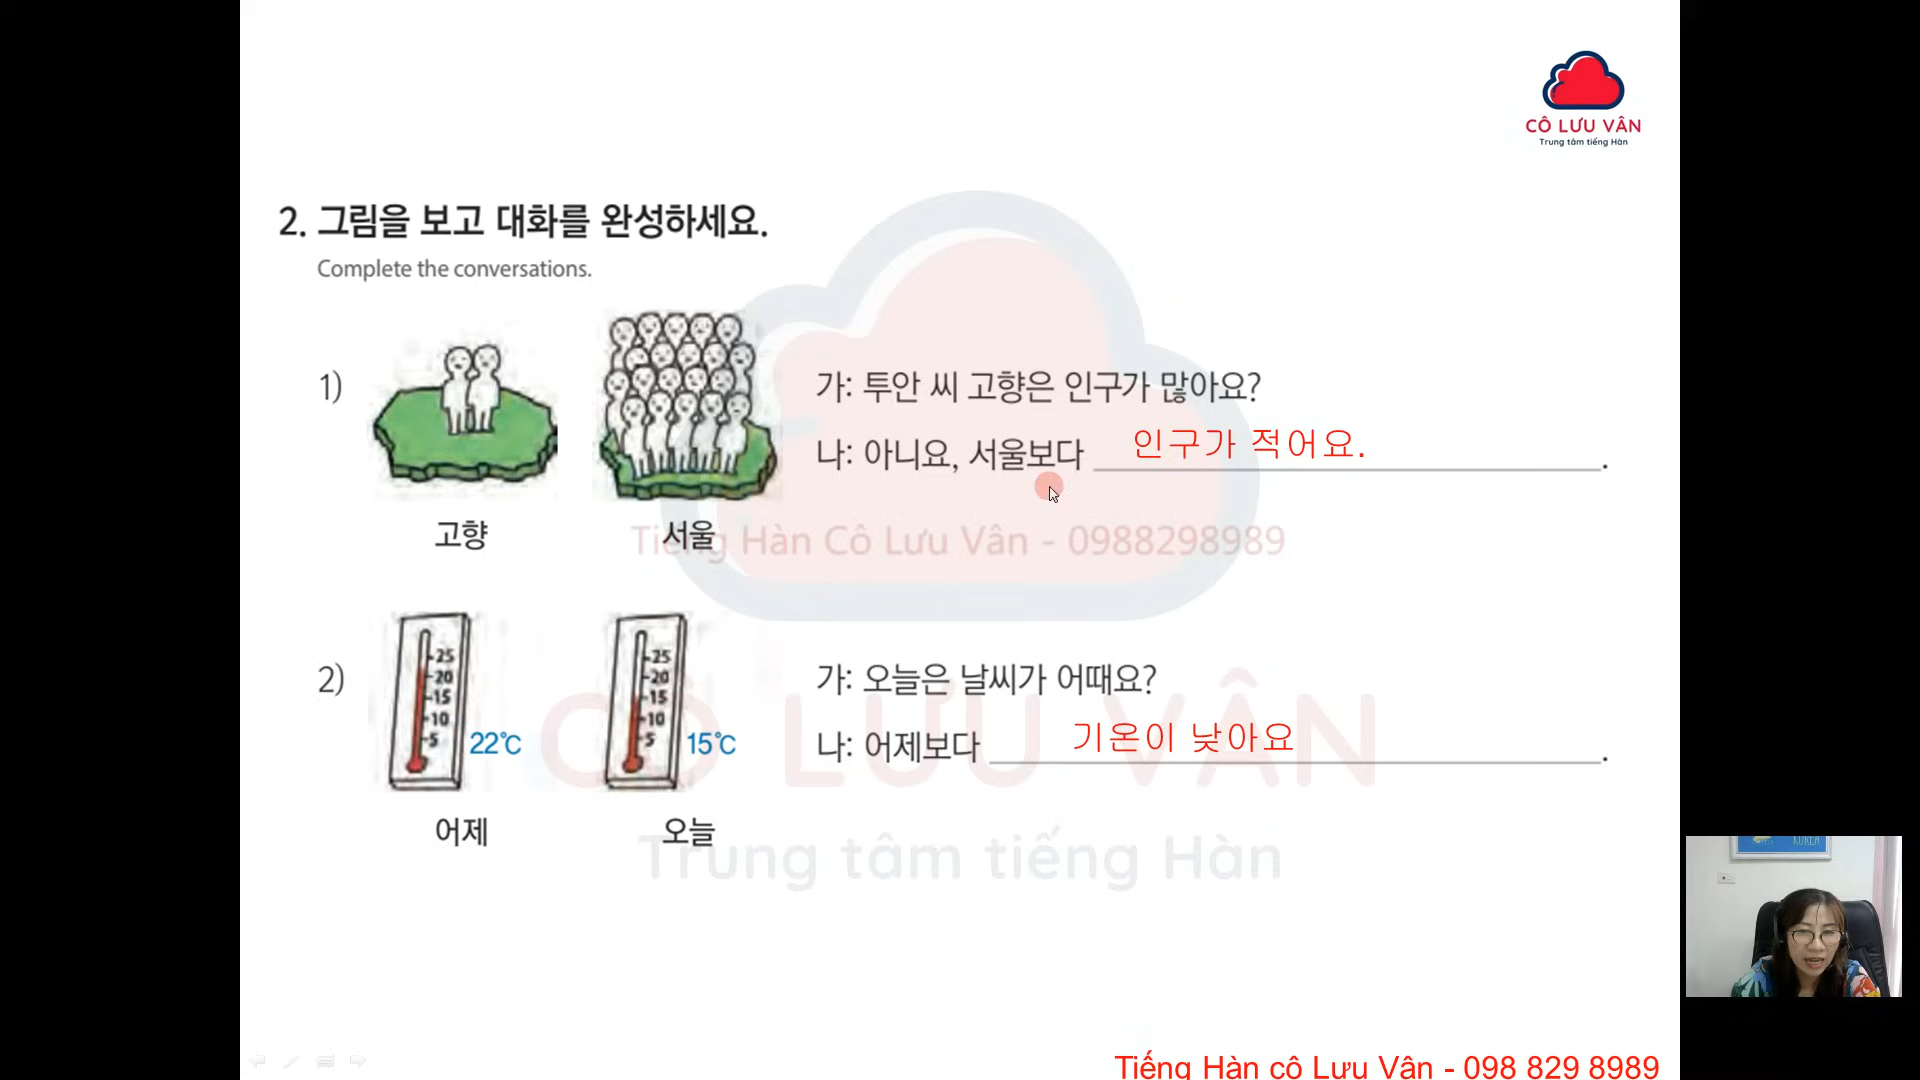 CÔ LƯU VÂN
Trung tâm tiếng Hàn
2. 그림을 보고 대화를 완성하세요.
Complete the conversations.
1)
가: 투안 씨 고향은 인구가 많아요?
나: 아니요, 서울보다 인구가 적어요. .
고향
서울
Tiếng Hàn Cô Lưu Vân - 0988298989
2)
25
20
15
10
5
22℃
25
20
15
10
5
15℃
가: 오늘은 날씨가 어때요?
나: 어제보다 기온이 낮아요 .
CÔ LƯU VÂN
어제
오늘
Trung tâm tiếng Hàn
KOREA
Tiếng Hàn cô Lưu Vân - 098 829 8989